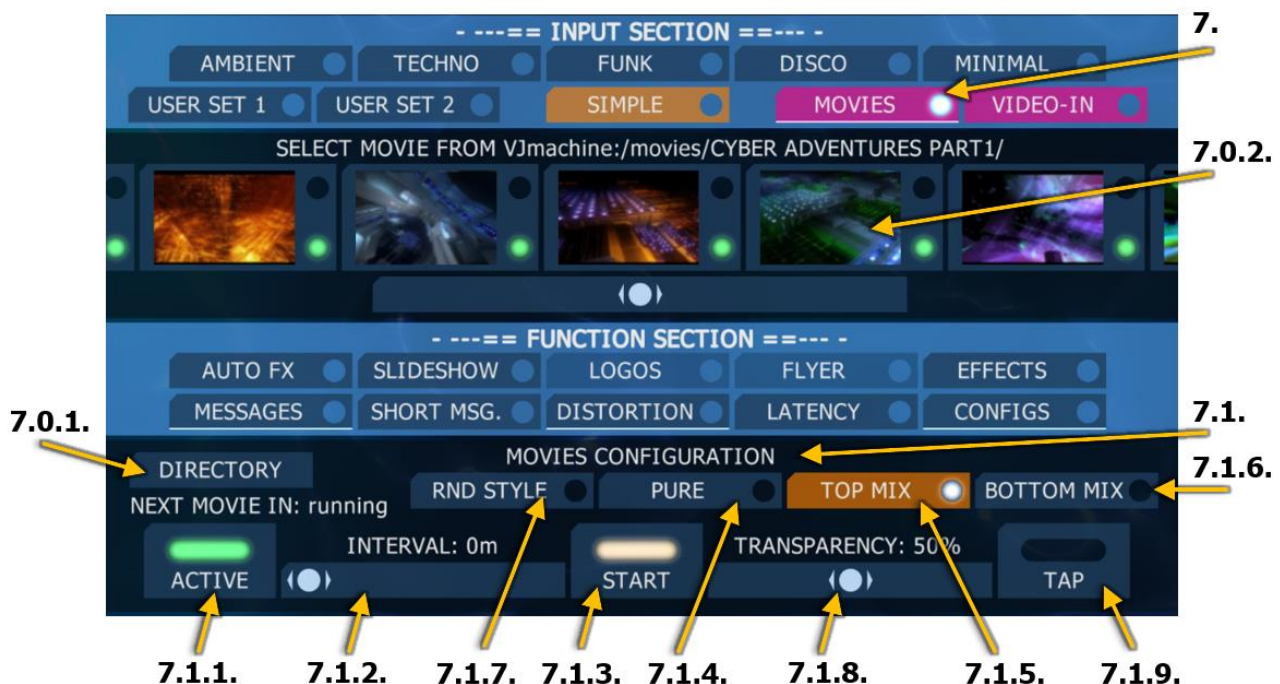 - ---== INPUT SECTION ==--- -
7.
AMBIENT TECHNO FUNK DISCO MINIMAL
USER SET 1 USER SET 2 SIMPLE MOVIES VIDEO-IN
SELECT MOVIE FROM VJmachine:/movies/CYBER ADVENTURES PART1/
7.0.2.
- ---== FUNCTION SECTION ==--- -
AUTO FX SLIDESHOW LOGOS FLYER EFFECTS
MESSAGES SHORT MSG. DISTORTION LATENCY CONFIGS
7.1.
7.0.1.
DIRECTORY MOVIES CONFIGURATION
7.1.6.
RND STYLE PURE TOP MIX BOTTOM MIX
NEXT MOVIE IN: running
INTERVAL: 0m TRANSPARENCY: 50%
ACTIVE START TAP
7.1.1. 7.1.2. 7.1.7. 7.1.3. 7.1.4. 7.1.8. 7.1.5. 7.1.9.